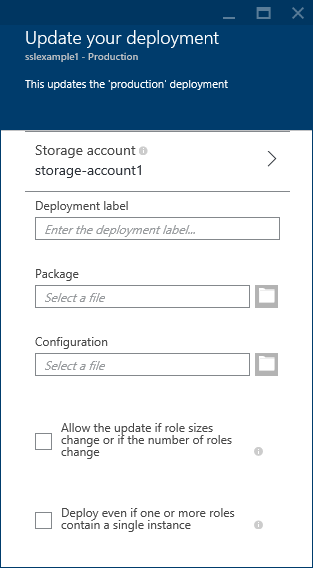 Update your deployment
sslexample1 - Production
This updates the 'production' deployment
Storage account
storage-account1
Deployment label
Enter the deployment label...
Package
Select a file
Configuration
Select a file
Allow the update if role sizes
change or if the number of roles
change
Deploy even if one or more roles
contain a single instance